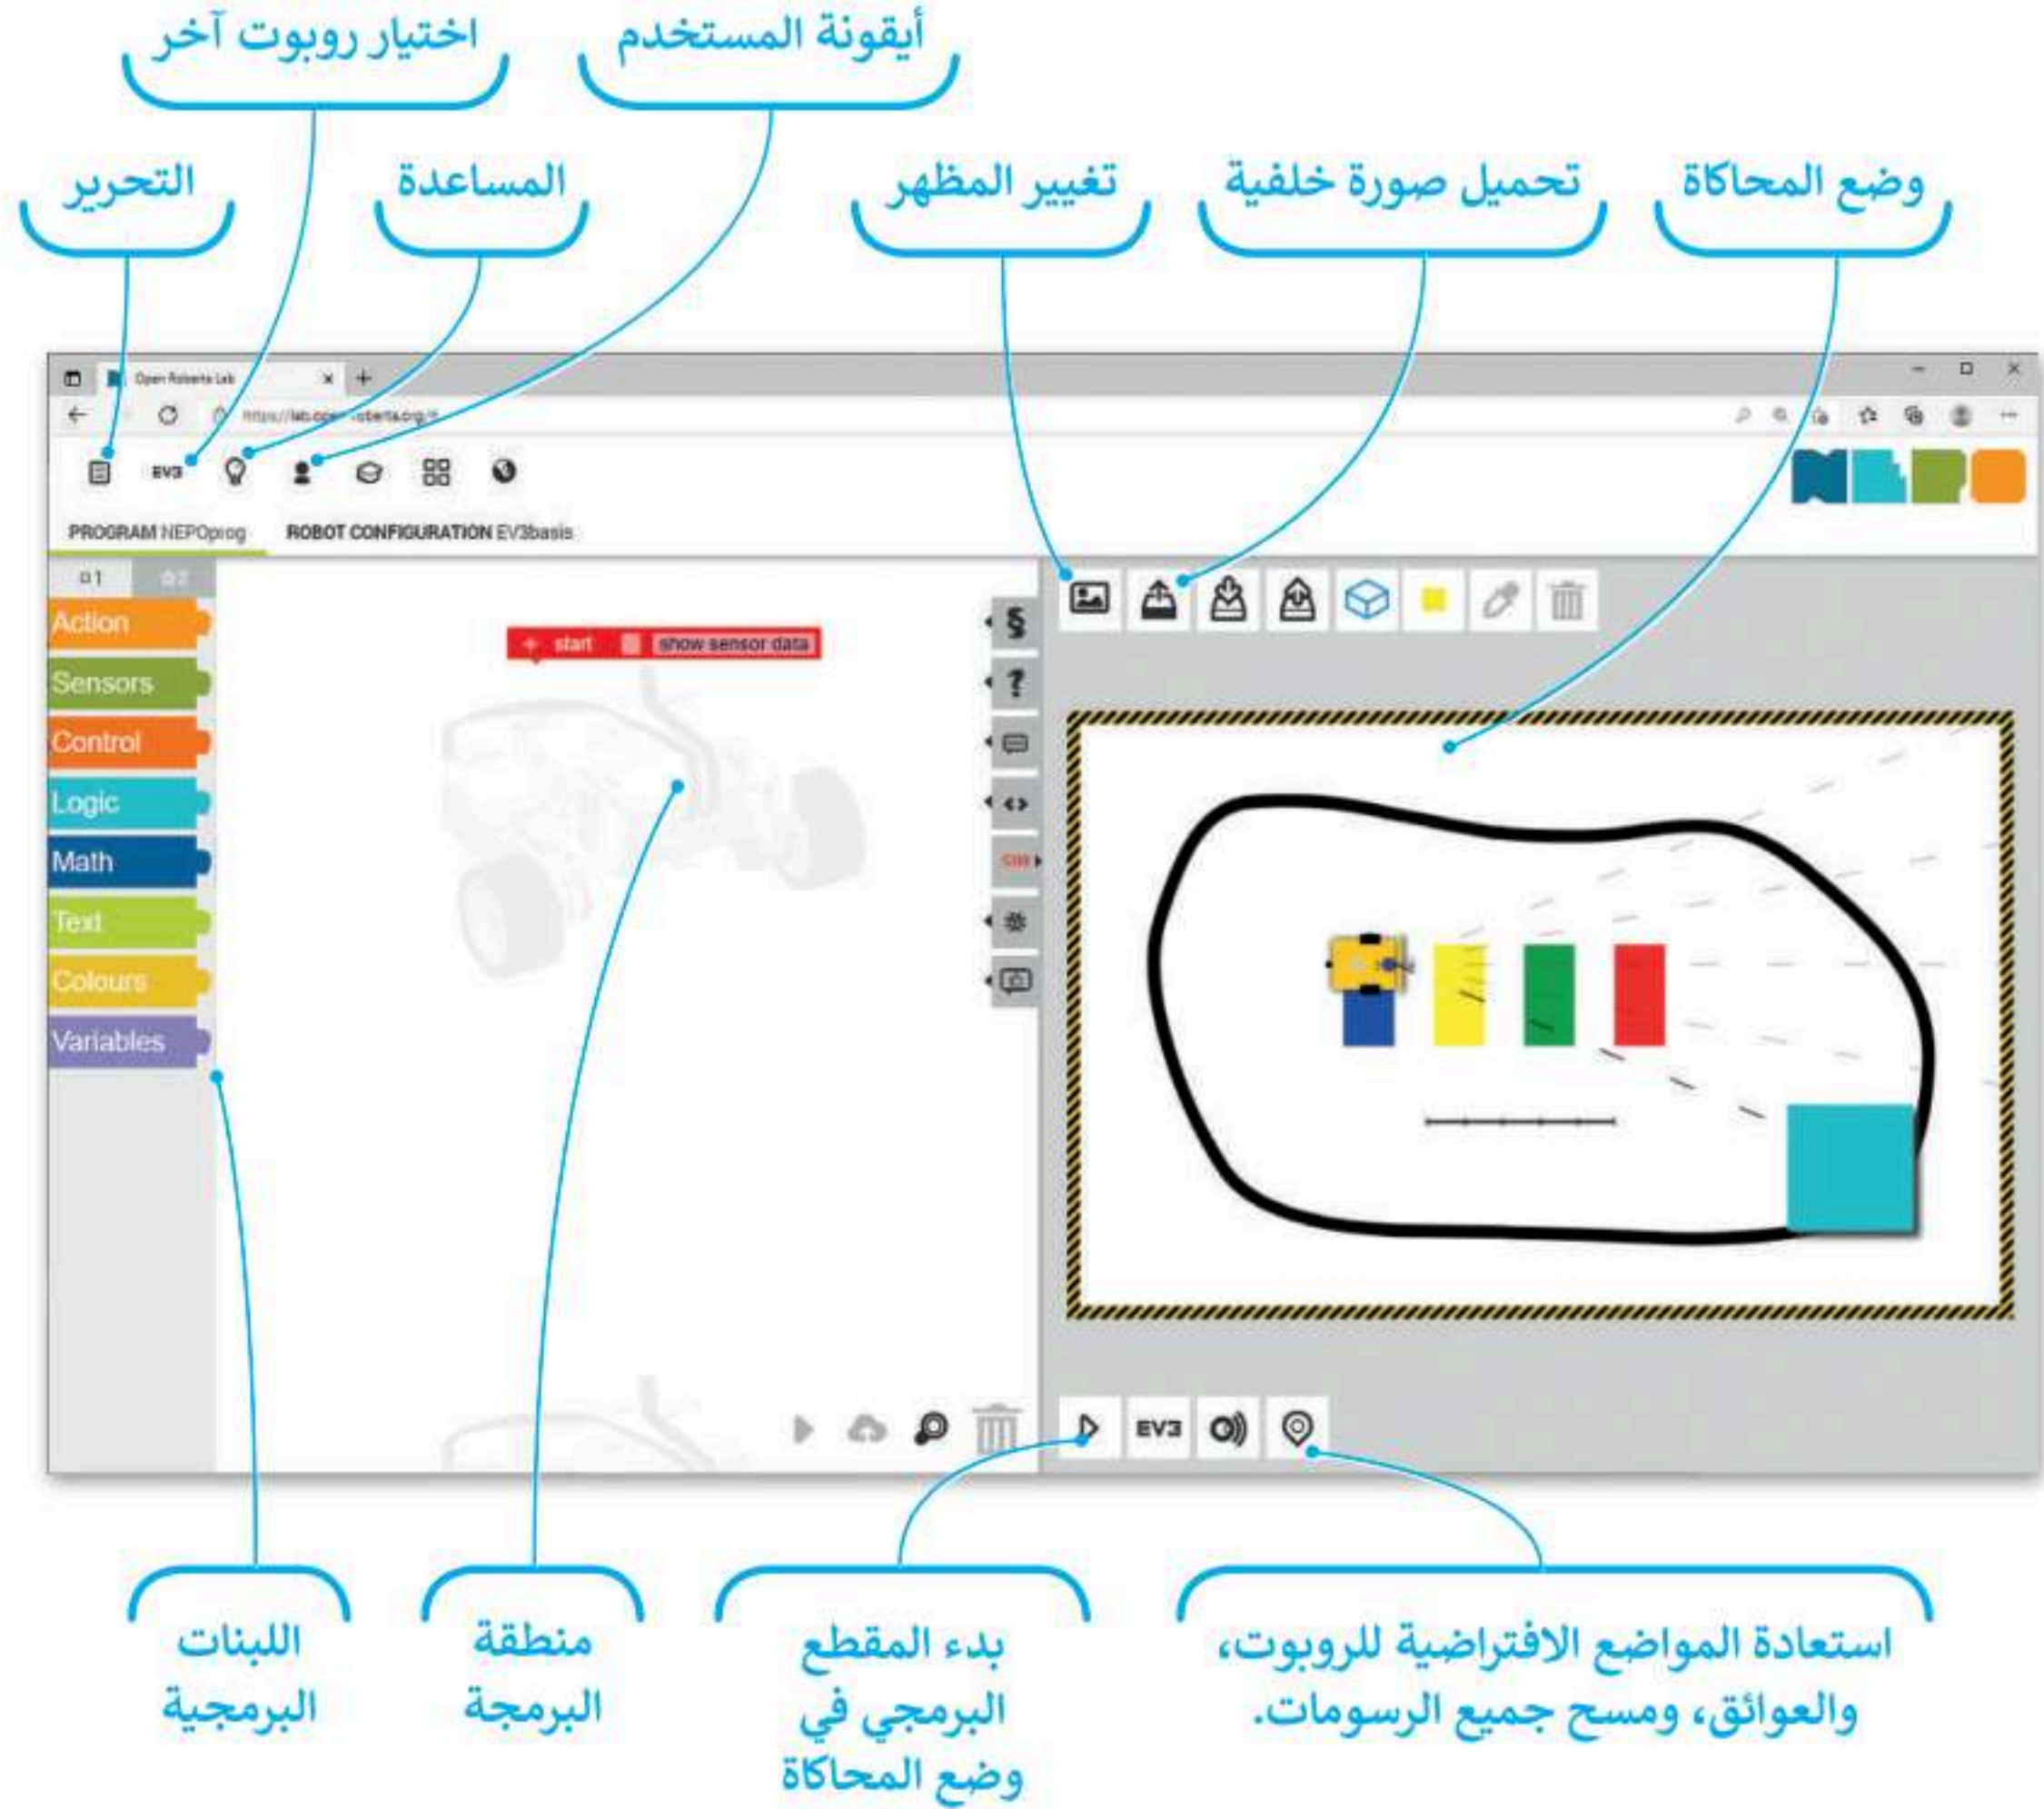 اختيار روبوت آخر
أيقونة المستخدم
التحرير
المساعدة
تغيير المظهر
تحميل صورة خلفية
وضع المحاكاة
Open Roberta Lab
EV3
PROGRAM NEPOprog
ROBOT CONFIGURATION EV3basis
1
2
Action
Sensors
Control
Logic
Math
Text
Colours
Variables
+ start show sensor data
EV3
اللبنات
البرمجية
منطقة
البرمجة
بدء المقطع
البرمجي في
وضع المحاكاة
استعادة المواضع الافتراضية للروبوت،
والعوائق، ومسح جميع الرسومات.